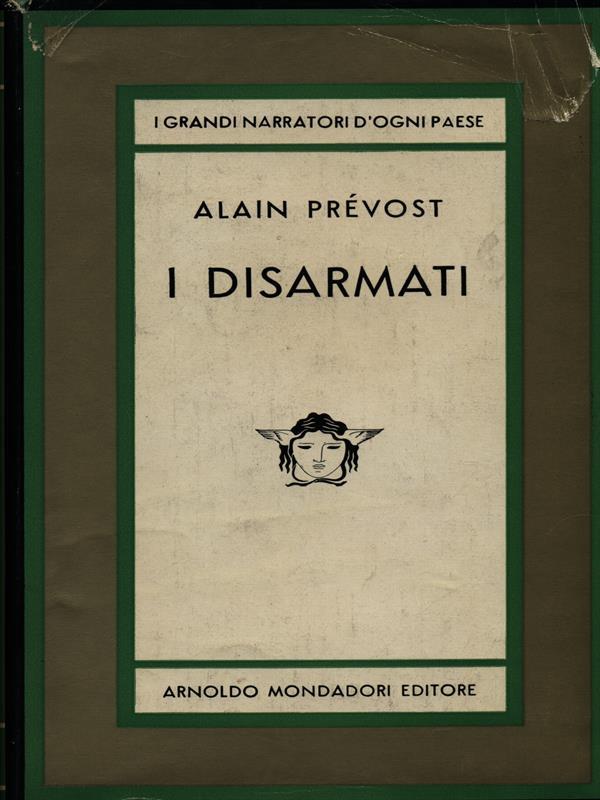 I GRANDI NARRATORI D'OGNI PAESE
ALAIN PRÉVOST
I DISARMATI
ARNOLDO MONDADORI EDITORE